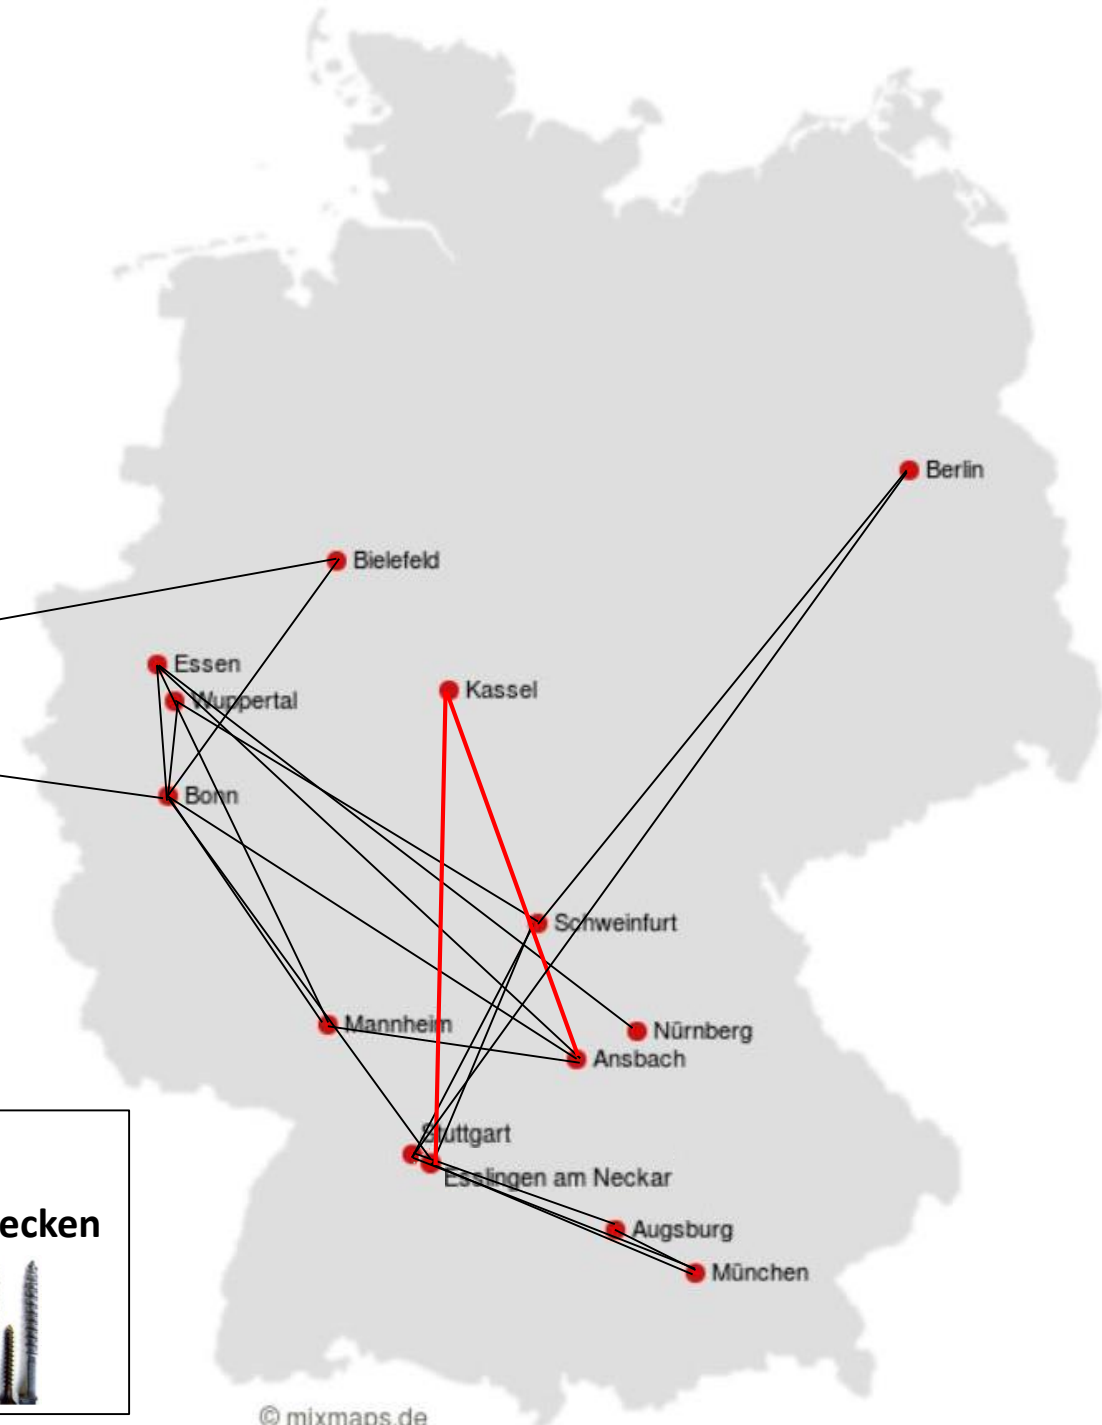 Berlin
Bielefeld
Essen
Kassel
Wuppertal
Bonn
Schweinfurt
Mannheim
Nürnberg
Ansbach
Stuttgart
Esslingen am Neckar
ecken
Augsburg
München
© mixmaps.de